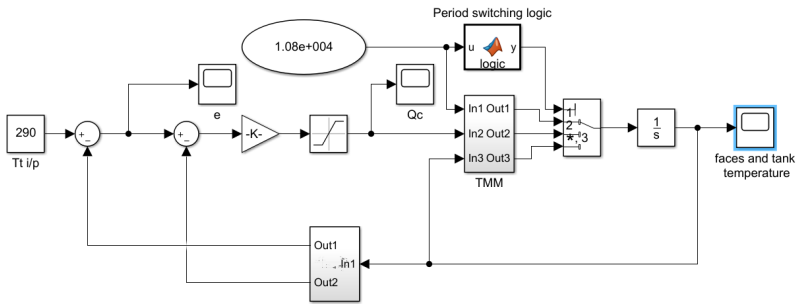 Period switching logic
1.08e+004
u y
logic
e
Qc
290
Tt i/p
+
−
+
−
-K-
In1 Out1
In2 Out2
In3 Out3
TMM
1
2
*, 3
1
s
faces and tank
temperature
Out1
In1
Out2